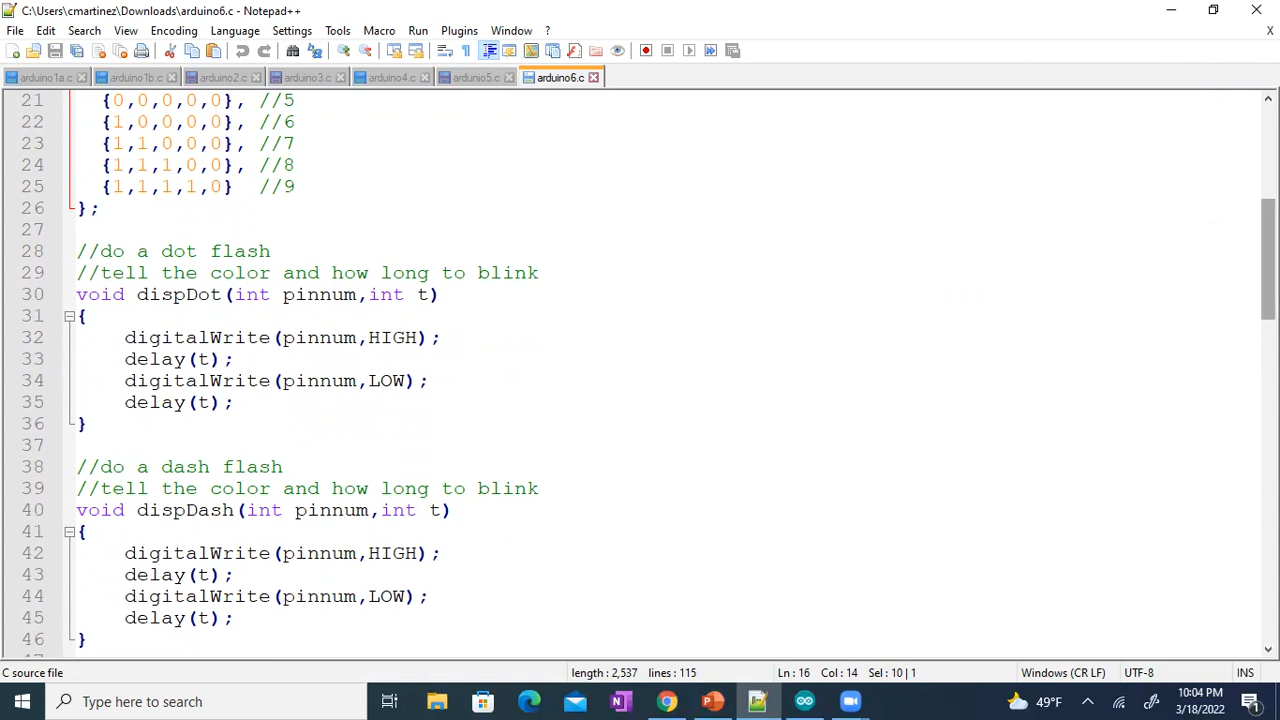 C:\Users\cmartinez\Downloads\arduino6.c - Notepad++
File Edit Search View Encoding Language Settings Tools Macro Run Plugins Window ? X
arduino1a.c arduino1b.c arduino2.c arduino3.c arduino4.c arduino5.c arduino6.c
21 {0,0,0,0,0}, //5
22 {1,0,0,0,0}, //6
23 {1,1,0,0,0}, //7
24 {1,1,1,0,0}, //8
25 {1,1,1,1,0} //9
26 };
27
28 //do a dot flash
29 //tell the color and how long to blink
30 void dispDot(int pinnum,int t)
31 {
32 digitalWrite(pinnum,HIGH);
33 delay(t);
34 digitalWrite(pinnum,LOW);
35 delay(t);
36 }
37
38 //do a dash flash
39 //tell the color and how long to blink
40 void dispDash(int pinnum,int t)
41 {
42 digitalWrite(pinnum,HIGH);
43 delay(t);
44 digitalWrite(pinnum,LOW);
45 delay(t);
46 }
C source file length : 2,537 lines : 115 Ln : 16 Col : 14 Sel : 10 | 1 Windows (CR LF) UTF-8 INS
Type here to search 49°F 10:04 PM
3/18/2022 1